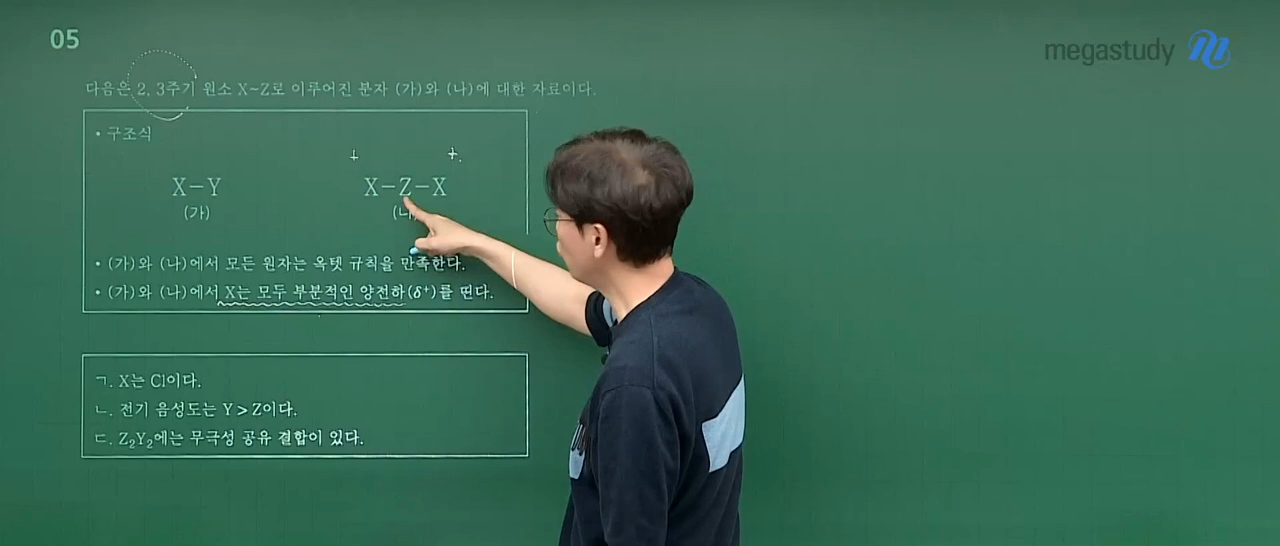 05
megastudy
다음은 2, 3주기 원소 X~Z로 이루어진 분자 (가)와 (나)에 대한 자료이다.
• 구조식
+ +.
X-Y X-Z-X
(가)
• (가)와 (나)에서 모든 원자는 옥텟 규칙을 만족한다.
• (가)와 (나)에서 X는 모두 부분적인 양전하(δ⁺)를 띤다.
ㄱ. X는 Cl이다.
ㄴ. 전기 음성도는 Y > Z이다.
ㄷ. Z₂Y₂에는 무극성 공유 결합이 있다.